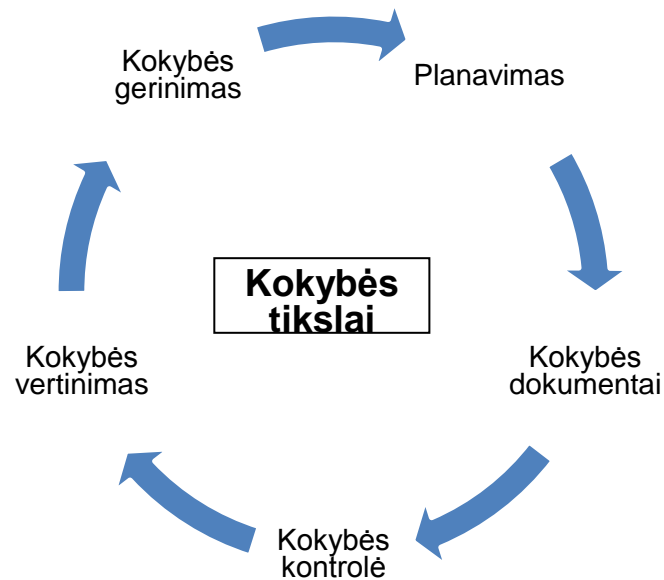 Kokybės
gerinimas
Planavimas
Kokybės
tikslai
Kokybės
vertinimas
Kokybės
dokumentai
Kokybės
kontrolė